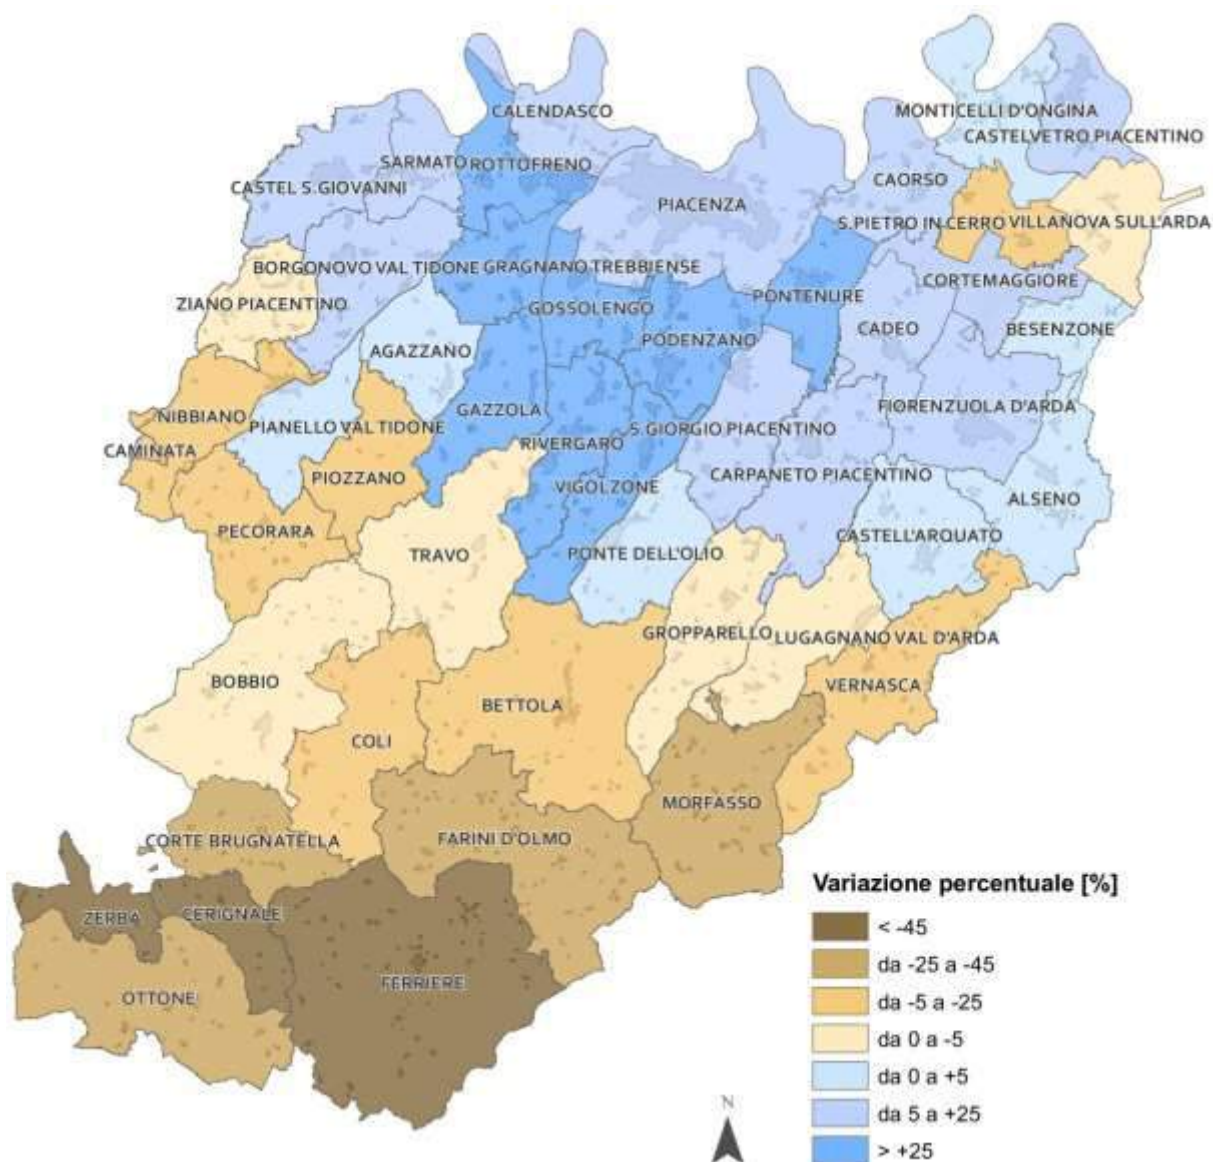 CALENDASCO
MONTICELLI D'ONGINA
CASTELVETRO PIACENTINO
SARMATO
ROTTOFRENO
CASTEL S.GIOVANNI
CAORSO
PIACENZA
S.PIETRO IN CERRO
VILLANOVA SULL'ARDA
BORGONOVO VAL TIDONE
GRAGNANO TREBBIENSE
CORTEMAGGIORE
ZIANO PIACENTINO
GOSSOLENGO
PONTENURE
CADEO
BESENZONE
PODENZANO
AGAZZANO
NIBBIANO
GAZZOLA
FIORENZUOLA D'ARDA
PIANELLO VAL TIDONE
RIVERGARO
S.GIORGIO PIACENTINO
CAMINATA
PIOZZANO
CARPANETO PIACENTINO
VIGOLZONE
ALSENO
PECORARA
CASTELL'ARQUATO
TRAVO
PONTE DELL'OLIO
GROPPARELLO
LUGAGNANO VAL D'ARDA
BOBBIO
VERNASCA
BETTOLA
COLI
MORFASSO
CORTE BRUGNATELLA
FARINI D'OLMO
ZERBA
CERIGNALE
FERRIERE
OTTONE
Variazione percentuale [%]
< -45
da -25 a -45
da -5 a -25
da 0 a -5
da 0 a +5
da 5 a +25
> +25
N